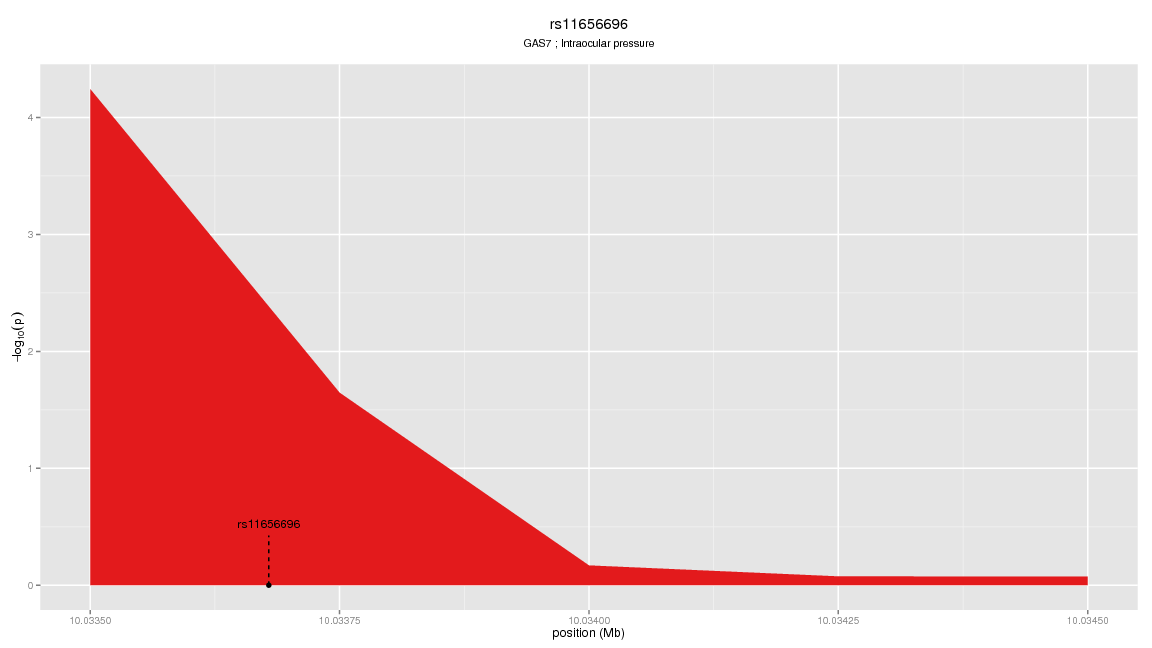 rs11656696
GAS7 ; Intraocular pressure
−log10(p)
4
3
2
1
0
rs11656696
10.03350 10.03375 10.03400 10.03425 10.03450
position (Mb)